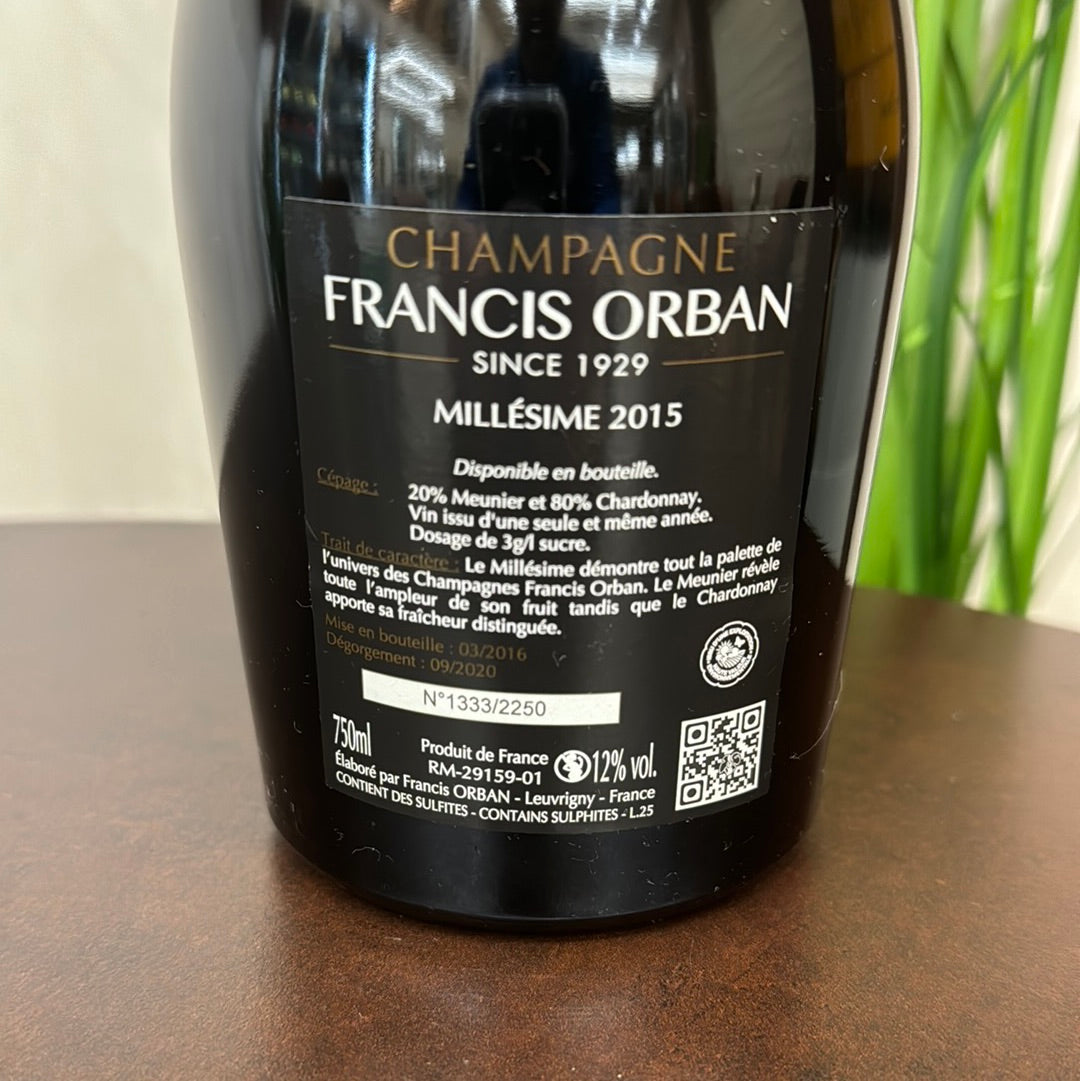 CHAMPAGNE
FRANCIS ORBAN
SINCE 1929
MILLÉSIME 2015
Disponible en bouteille.
Cépage : 20% Meunier et 80% Chardonnay.
Vin issu d'une seule et même année.
Dosage de 3g/l sucre.
Trait de caractère : Le Millésime démontre tout la palette de
l'univers des Champagnes Francis Orban. Le Meunier révèle
toute l'ampleur de son fruit tandis que le Chardonnay
apporte sa fraîcheur distinguée.
Mise en bouteille : 03/2016
Dégorgement : 09/2020
N°1333/2250
750ml
Produit de France
RM-29159-01
12% vol.
Élaboré par Francis ORBAN - Leuvrigny - France
CONTIENT DES SULFITES - CONTAINS SULPHITES - L.25